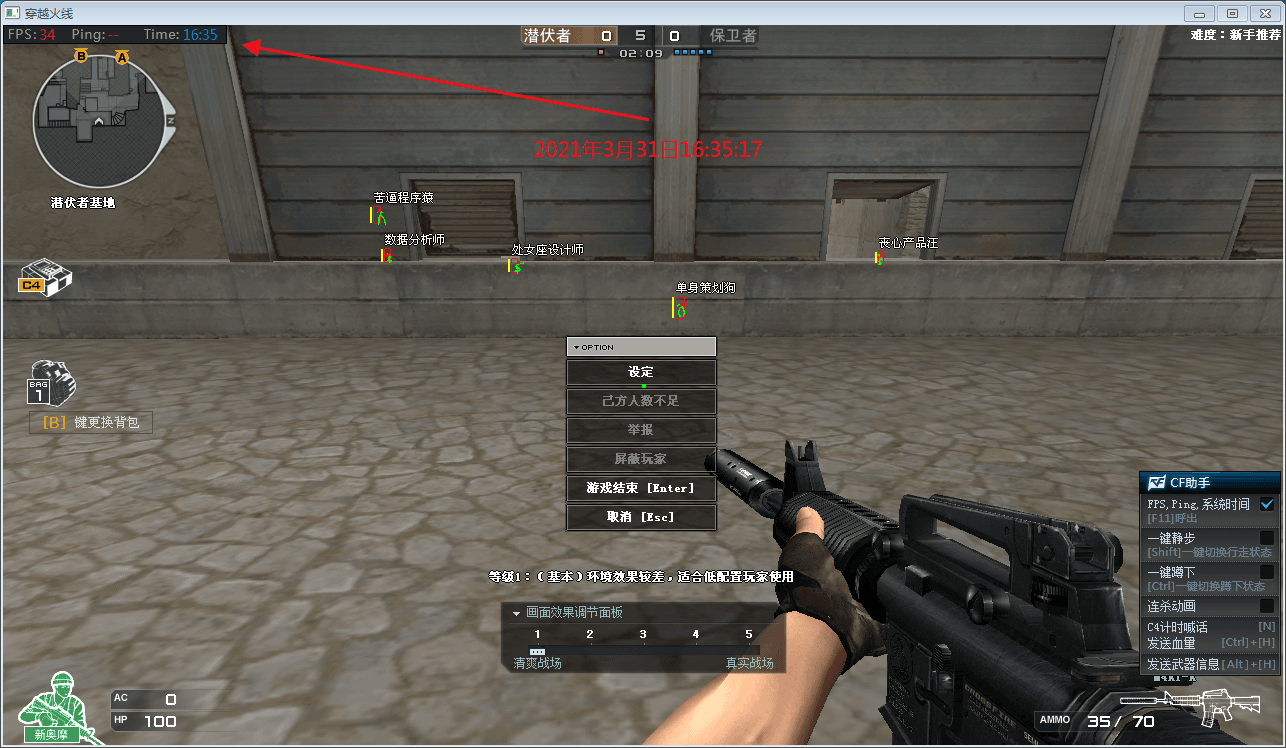 穿越火线
FPS: 34 Ping: -- Time: 16:35
潜伏者 0 5 0 保卫者
02:09
难度：新手推荐
B A
Z
2021年3月31日16:35:17
潜伏者基地
苦逼程序猿
数据分析师
处女座设计师
丧心产品汪
单身策划狗
C4
BAG
1
[B] 键更换背包
OPTION
设定
己方人数不足
举报
屏蔽玩家
游戏结束 [Enter]
取消 [Esc]
等级1：（基本）环境效果较差，适合低配置玩家使用
画面效果调节面板
1 2 3 4 5
清爽战场 真实战场
CF助手
FPS, Ping, 系统时间
[F11]呼出
一键静步
[Shift]一键切换行走状态
一键蹲下
[Ctrl]一键切换蹲下状态
连杀动画
C4计时喊话 [N]
发送血量 [Ctrl]+[H]
发送武器信息[Alt]+[H]
AC 0
HP 100
新奥摩
AMMO 35/ 70